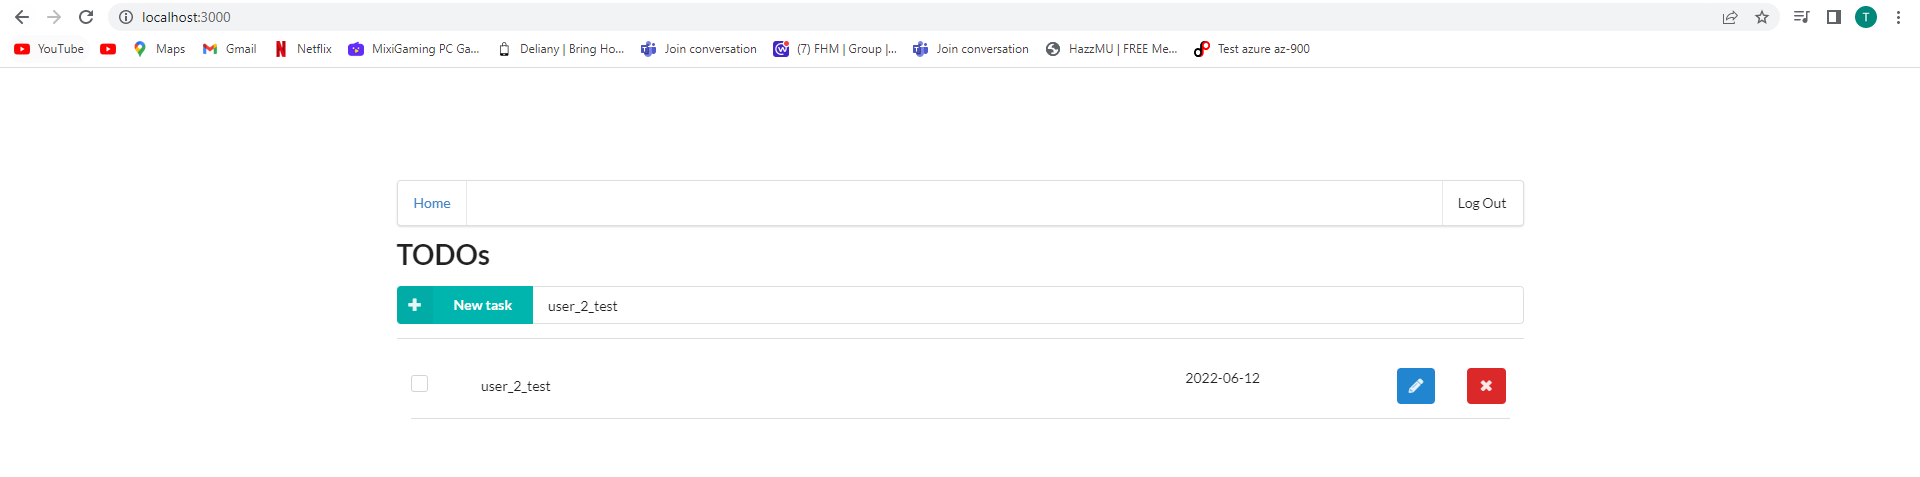 localhost:3000
T
YouTube Maps Gmail Netflix MixiGaming PC Ga... Deliany | Bring Ho... Join conversation (7) FHM | Group |... Join conversation HazzMU | FREE Me... Test azure az-900
Home Log Out
TODOs
New task user_2_test
user_2_test 2022-06-12